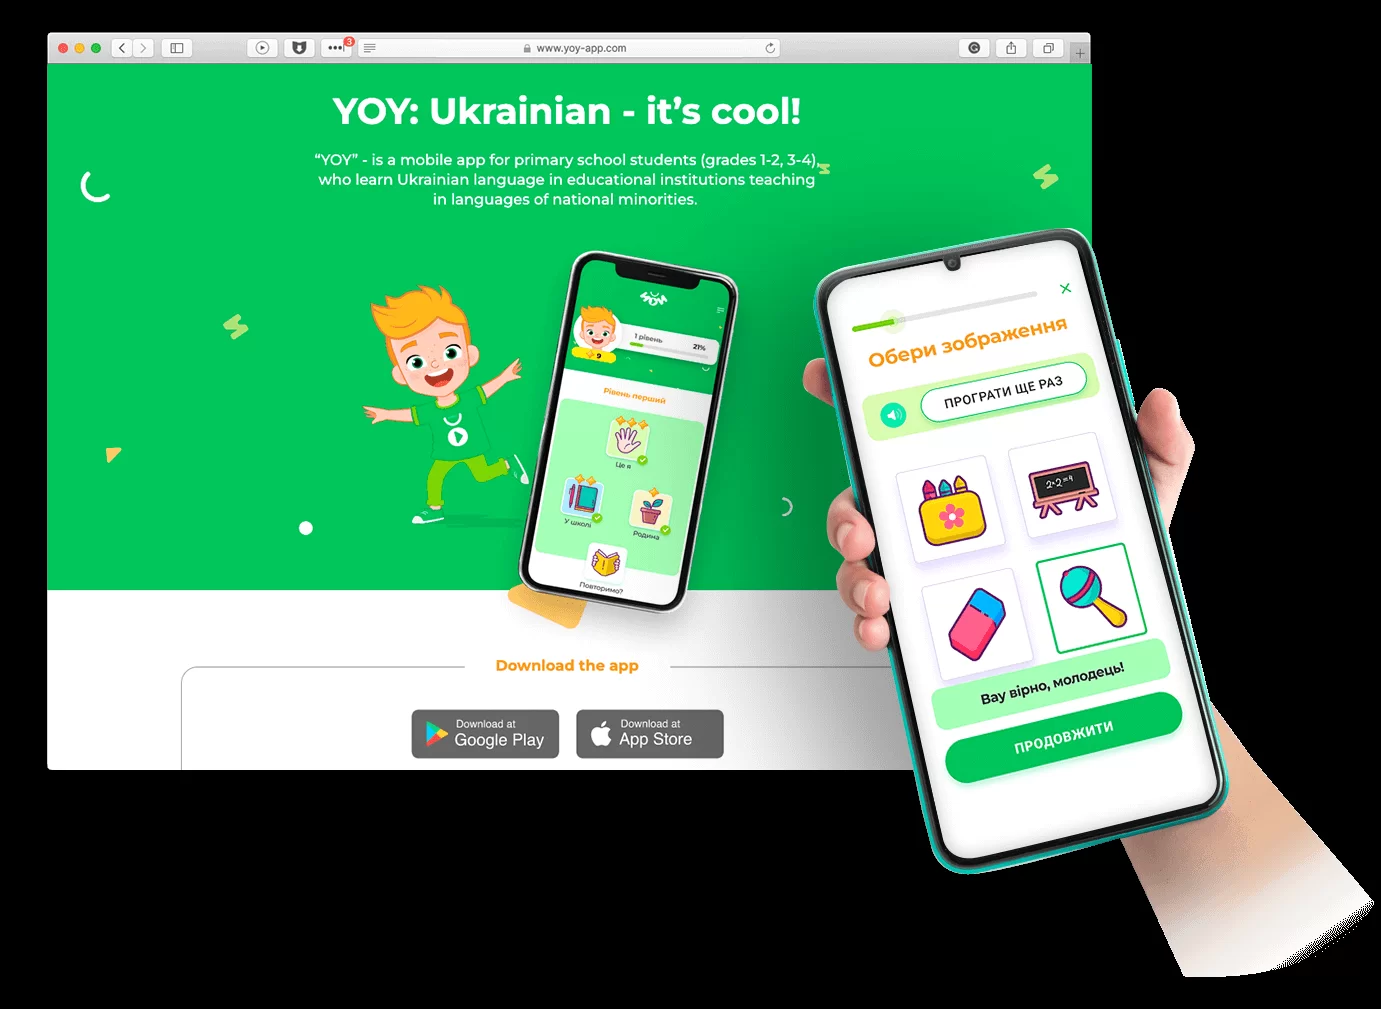 3
www.yoy-app.com
YOY: Ukrainian - it’s cool!
“YOY” - is a mobile app for primary school students (grades 1-2, 3-4),
who learn Ukrainian language in educational institutions teaching
in languages of national minorities.
1 рівень 21%
9
Рівень перший
Це я
У школі
Родина
Повторимо?
Download the app
Download at
Google Play
Download at
App Store
Обери зображення
ПРОГРАТИ ЩЕ РАЗ
2×2=4
Вау вірно, молодець!
ПРОДОВЖИТИ